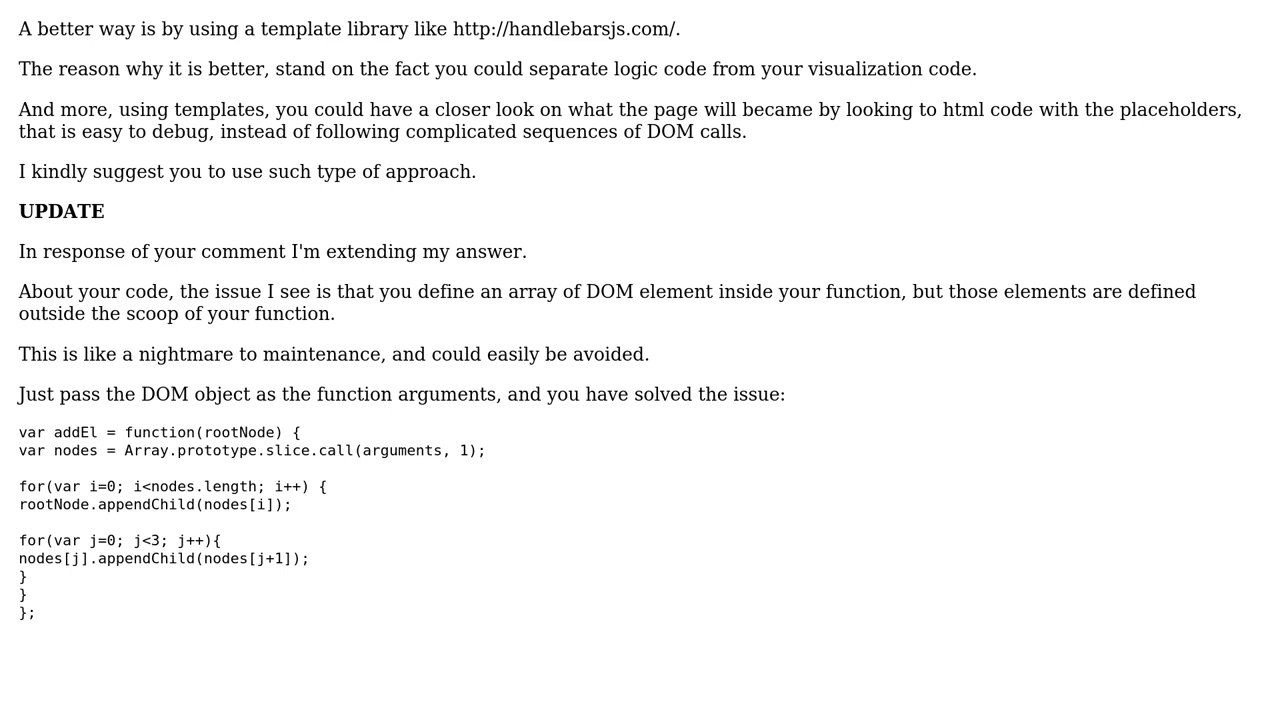 A better way is by using a template library like http://handlebarsjs.com/.
The reason why it is better, stand on the fact you could separate logic code from your visualization code.
And more, using templates, you could have a closer look on what the page will became by looking to html code with the placeholders,
that is easy to debug, instead of following complicated sequences of DOM calls.
I kindly suggest you to use such type of approach.
UPDATE
In response of your comment I'm extending my answer.
About your code, the issue I see is that you define an array of DOM element inside your function, but those elements are defined
outside the scoop of your function.
This is like a nightmare to maintenance, and could easily be avoided.
Just pass the DOM object as the function arguments, and you have solved the issue:
var addEl = function(rootNode) {
var nodes = Array.prototype.slice.call(arguments, 1);
for(var i=0; i<nodes.length; i++) {
rootNode.appendChild(nodes[i]);
for(var j=0; j<3; j++){
nodes[j].appendChild(nodes[j+1]);
}
}
};